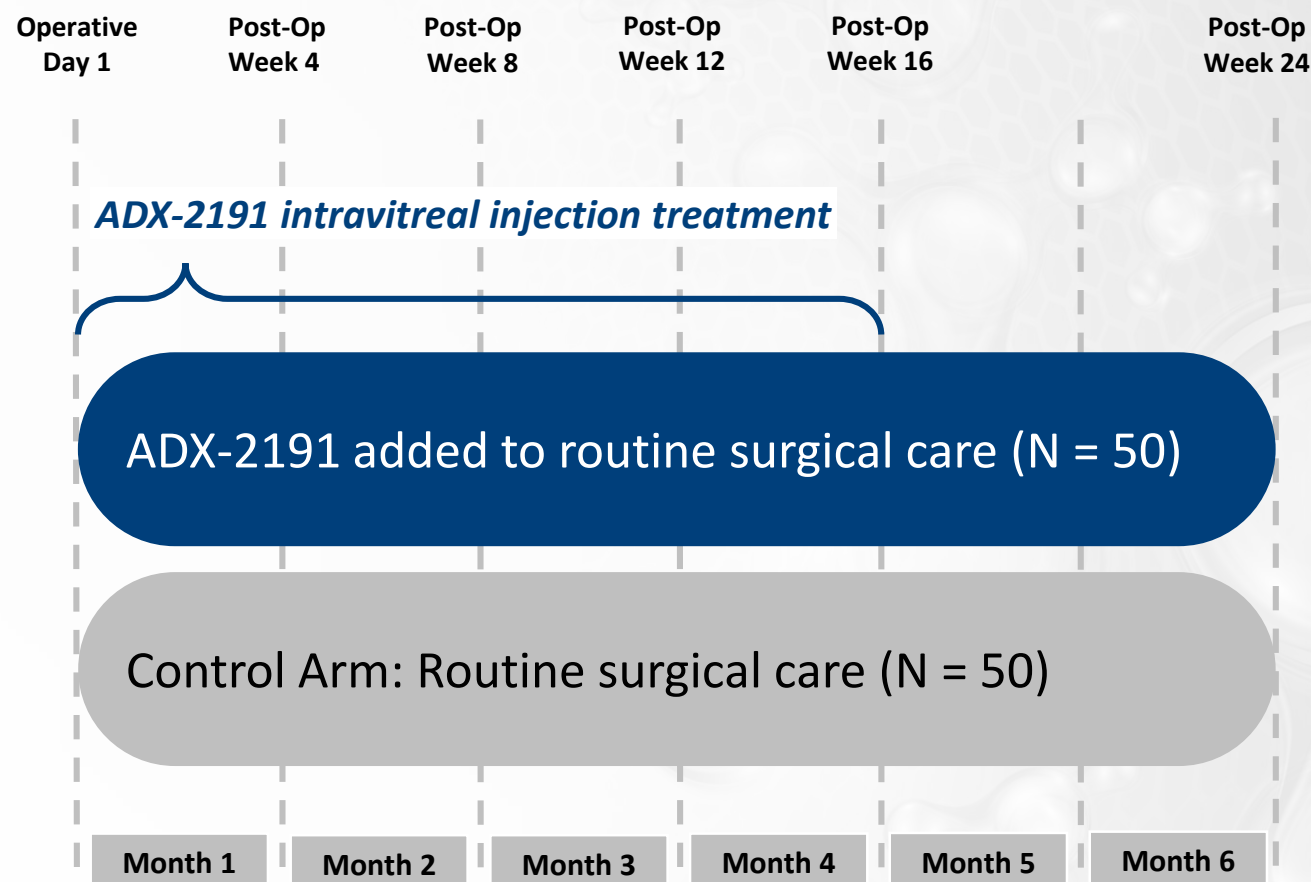 Operative
Day 1
Post-Op
Week 4
Post-Op
Week 8
Post-Op
Week 12
Post-Op
Week 16
Post-Op
Week 24
ADX-2191 intravitreal injection treatment
ADX-2191 added to routine surgical care (N = 50)
Control Arm: Routine surgical care (N = 50)
Month 1
Month 2
Month 3
Month 4
Month 5
Month 6